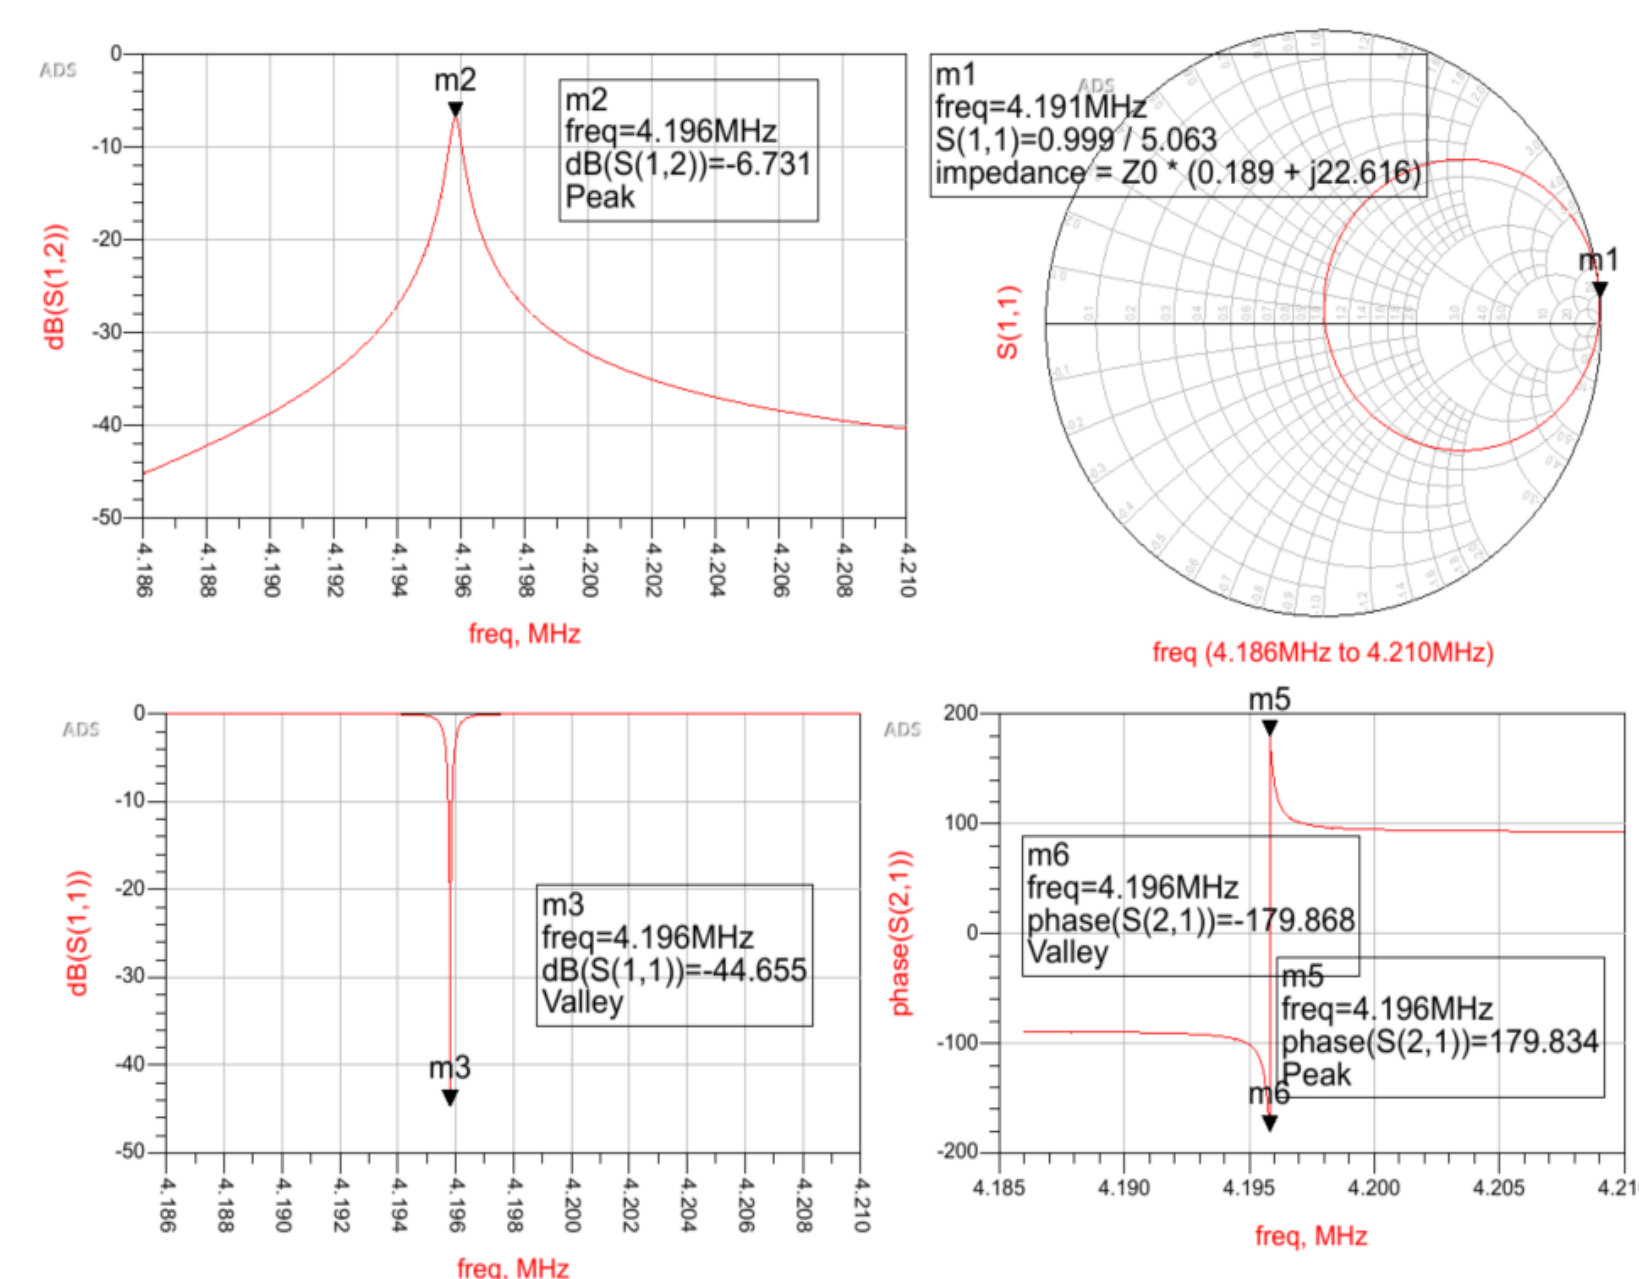 ADS
0
-10
-20
-30
-40
-50
dB(S(1,2))
m2
m2
freq=4.196MHz
dB(S(1,2))=-6.731
Peak
4.186
4.188
4.190
4.192
4.194
4.196
4.198
4.200
4.202
4.204
4.206
4.208
4.210
freq, MHz
m1
freq=4.191MHz
S(1,1)=0.999 / 5.063
impedance = Z0 * (0.189 + j22.616)
ADS
m1
S(1,1)
freq (4.186MHz to 4.210MHz)
ADS
0
-10
-20
-30
-40
-50
dB(S(1,1))
m3
freq=4.196MHz
dB(S(1,1))=-44.655
Valley
m3
4.186
4.188
4.190
4.192
4.194
4.196
4.198
4.200
4.202
4.204
4.206
4.208
4.210
freq, MHz
ADS
m5
200
100
0
-100
-200
phase(S(2,1))
m6
freq=4.196MHz
phase(S(2,1))=-179.868
Valley
m5
freq=4.196MHz
phase(S(2,1))=179.834
Peak
m6
4.185
4.190
4.195
4.200
4.205
freq, MHz